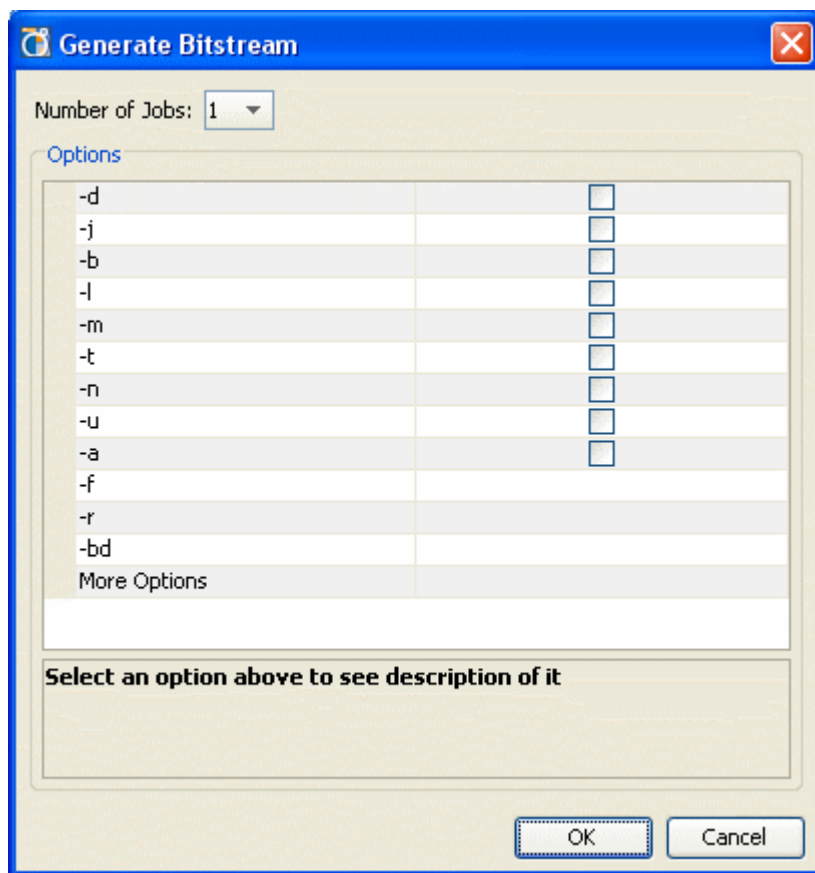 Generate Bitstream
Number of Jobs: 1
Options
-d
-j
-b
-l
-m
-t
-n
-u
-a
-f
-r
-bd
More Options
Select an option above to see description of it
OK Cancel